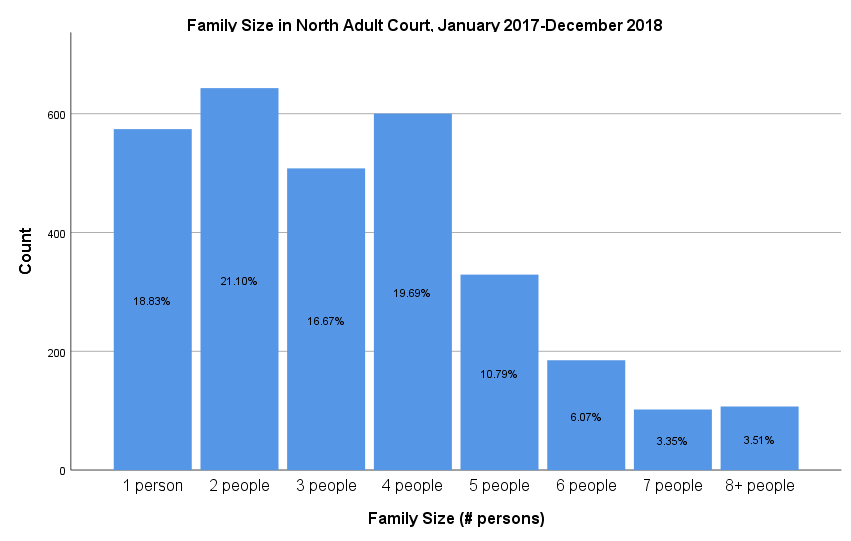 Family Size in North Adult Court, January 2017-December 2018
600
400
200
0
Count
18.83%
21.10%
16.67%
19.69%
10.79%
6.07%
3.35%
3.51%
1 person
2 people
3 people
4 people
5 people
6 people
7 people
8+ people
Family Size (# persons)